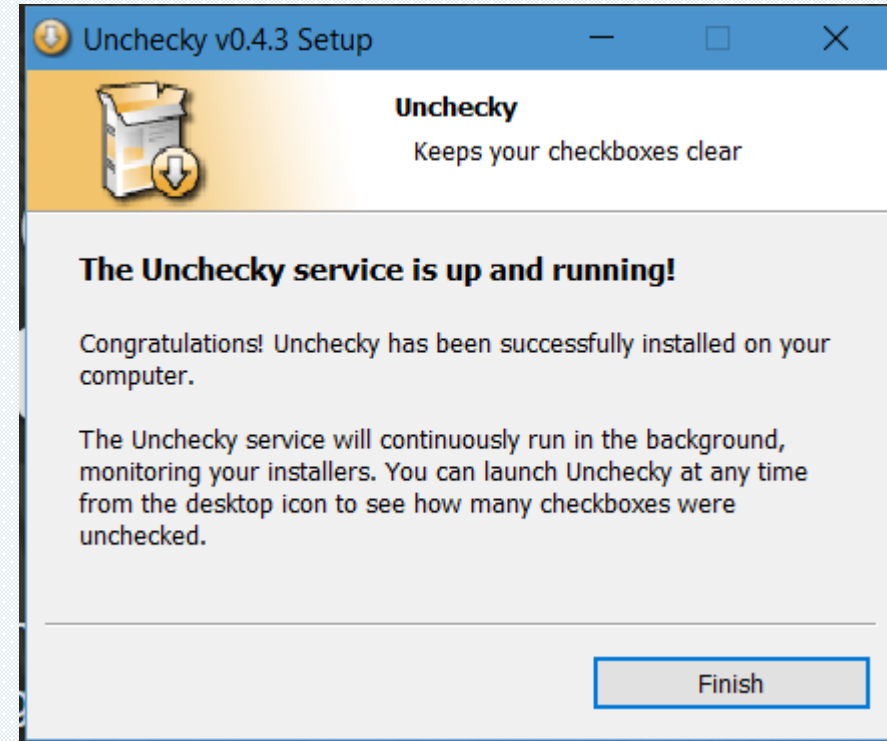 Unchecky v0.4.3 Setup
Unchecky
Keeps your checkboxes clear
The Unchecky service is up and running!
Congratulations! Unchecky has been successfully installed on your
computer.
The Unchecky service will continuously run in the background,
monitoring your installers. You can launch Unchecky at any time
from the desktop icon to see how many checkboxes were
unchecked.
Finish